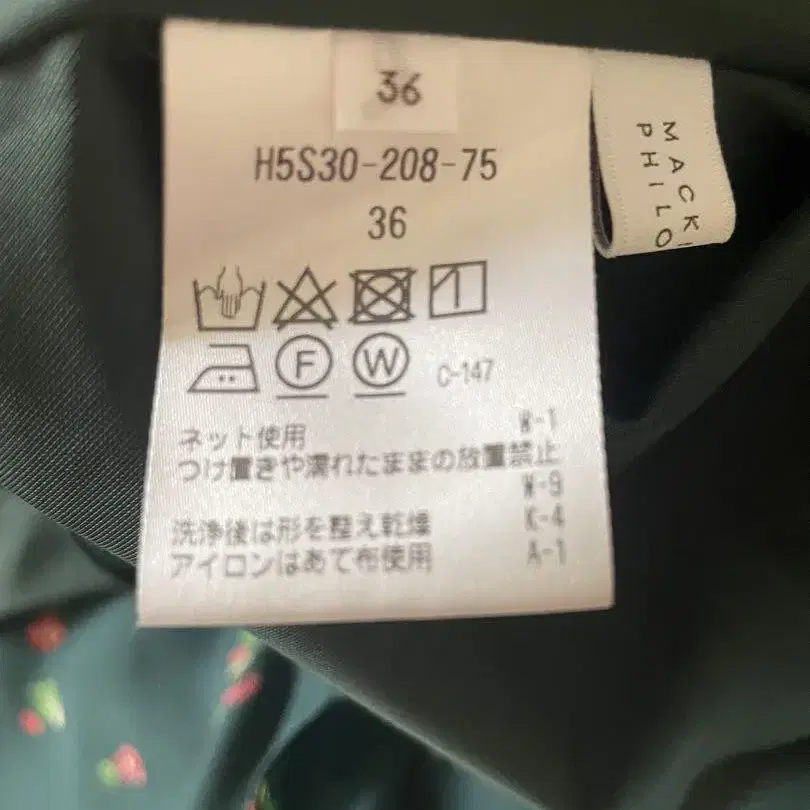 36
H5S30-208-75
36
F W C-147
ネット使用 W-1
つけ置きや濡れたままの放置禁止
W-9
洗浄後は形を整え乾燥 K-4
アイロンはあて布使用 A-1
MACK
PHILO